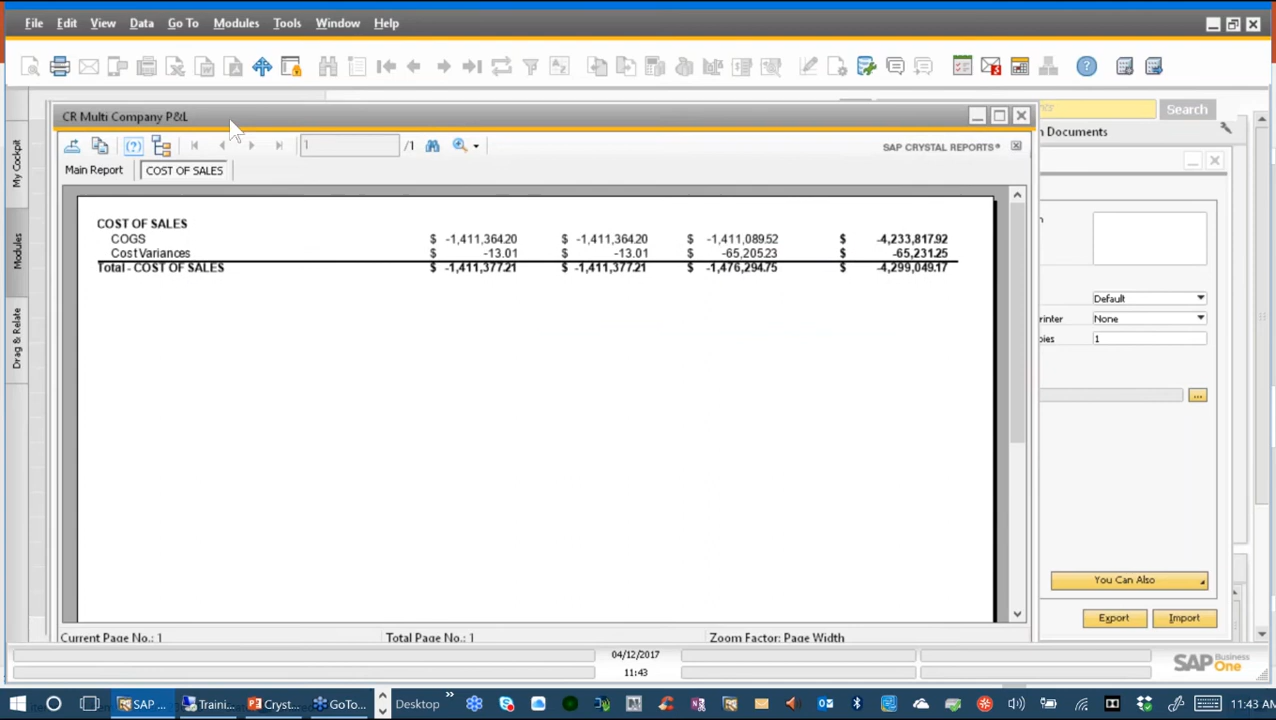 File Edit View Data Go To Modules Tools Window Help
Search
CR Multi Company P&L
Documents
1 /1 SAP CRYSTAL REPORTS®
Main Report COST OF SALES
My Cockpit
Modules
Drag & Relate
COST OF SALES
COGS $ -1,411,364.20 $ -1,411,364.20 $ -1,411,089.52 $ -4,233,817.92
Cost Variances $ -13.01 $ -13.01 $ -65,205.23 $ -65,231.25
Total - COST OF SALES $ -1,411,377.21 $ -1,411,377.21 $ -1,476,294.75 $ -4,299,049.17
Default
rinter None
pies 1
...
You Can Also
Export Import
Current Page No.: 1 Total Page No.: 1 Zoom Factor: Page Width
04/12/2017
11:43
SAP Business One
SAP ... Traini... Cryst... GoTo... Desktop 11:43 AM